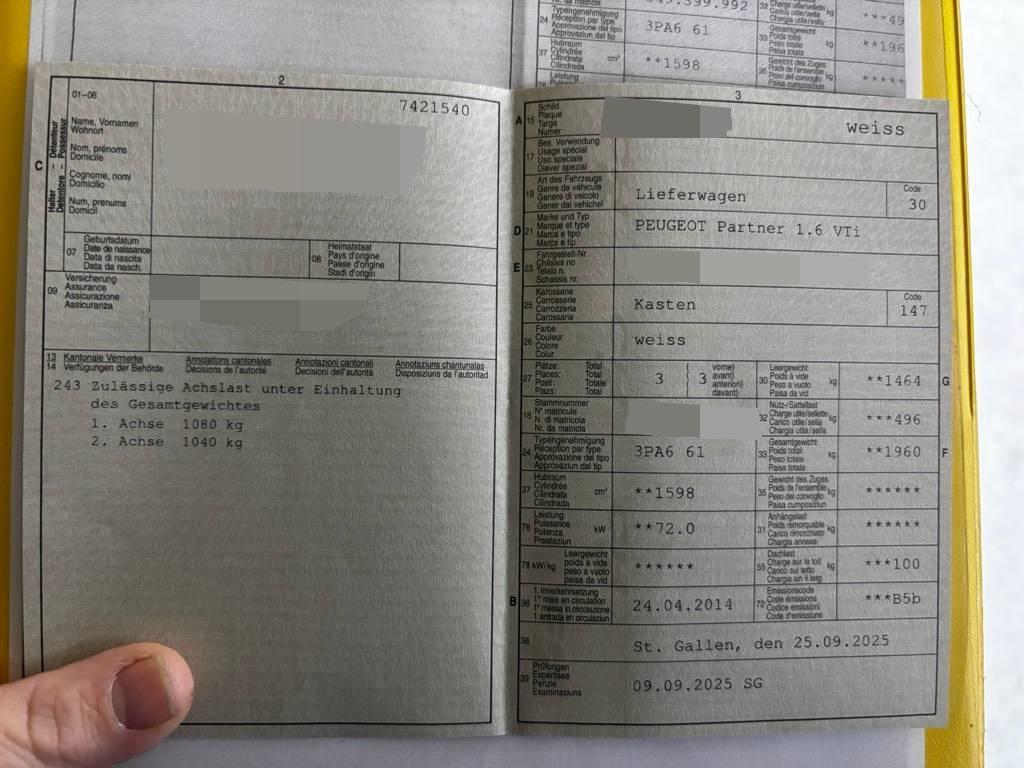 049.399.992
32 Charge utile/sellette kg ***49
Carico utile/sella
Chargia utila/sella
24 Typengenehmigung
Réception par type
Approvazione del tipo
Approvaziun dal tip
3PA6 61
33 Gesamtgewicht
Poids total
Peso totale kg **196
Paisa totala
37 Hubraum
Cylindrée
Cilindrata cm³
Cilindrada
**1598
35 Gewicht des Zuges
Poids de l'ensemble kg
Peso del convoglio
Paisa cumposiziun
Leistung
2
01-06
7421540
C
Halter – Détenteur
Detentore – Possessur
Name, Vornamen
Wohnort
Nom, prénoms
Domicile
Cognome, nomi
Domicilio
Num, prenums
Domicil
07 Geburtsdatum
Date de naissance
Data di nascita
Data da nasch.
08 Heimatstaat
Pays d'origine
Paese d'origine
Stadi d'origin
09 Versicherung
Assurance
Assicurazione
Assicuranza
13 Kantonale Vermerke
14 Verfügungen der Behörde
Annotations cantonales
Décisions de l'autorité
Annotazioni cantonali
Decisioni dell'autorità
Annotaziuns chantunalas
Disposiziuns da l'autoritad
243 Zulässige Achslast unter Einhaltung
des Gesamtgewichtes
1. Achse 1080 kg
2. Achse 1040 kg
3
A 15 Schild
Plaque
Targa
Numer
weiss
17 Bes. Verwendung
Usage spécial
Uso speciale
Diever spezial
19 Art des Fahrzeugs
Genre de véhicule
Genere di veicolo
Gener dal vehichel
Lieferwagen
Code
30
D 21 Marke und Typ
Marque et type
Marca e tipo
Marca e tip
PEUGEOT Partner 1.6 VTi
E 23 Fahrgestell-Nr.
Châssis no
Telaio n.
Schassis nr.
25 Karosserie
Carrosserie
Carrozzeria
Carossaria
Kasten
Code
147
26 Farbe
Couleur
Colore
Colur
weiss
27 Plätze: Total
Places: Total
Posti: Totale
Plazs: Total
3
3
vorne)
avant)
anteriori)
davant)
30 Leergewicht
Poids à vide
Peso a vuoto kg
Paisa da vid
**1464 G
18 Stammnummer
N° matricule
N. di matricola
Nr. da matricla
32 Nutz-/Sattellast
Charge utile/sellette kg
Carico utile/sella
Chargia utila/sella
***496
24 Typengenehmigung
Réception par type
Approvazione del tipo
Approvaziun dal tip
3PA6 61
33 Gesamtgewicht
Poids total
Peso totale kg
Paisa totala
**1960 F
37 Hubraum
Cylindrée
Cilindrata cm³
Cilindrada
**1598
35 Gewicht des Zuges
Poids de l'ensemble kg
Peso del convoglio
Paisa cumposiziun
******
76 Leistung
Puissance
Potenza kW
Prestaziun
**72.0
31 Anhängelast
Poids remorquable kg
Carico rimorchiato
Chargia annexa
******
78 kW/kg Leergewicht
poids à vide
peso a vuoto
paisa da vid
******
55 Dachlast
Charge sur le toit kg
Carico sul tetto
Chargia sin il tetg
***100
B 36 1. Inverkehrsetzung
1re mise en circulation
1a messa in circolazione
1. entrada en circulaziun
24.04.2014
72 Emissionscode
Code émissions
Codice emissioni
Code d'emissiuns
***B5b
38
St. Gallen, den 25.09.2025
39 Prüfungen
Expertises
Perizie
Examinaziuns
09.09.2025 SG